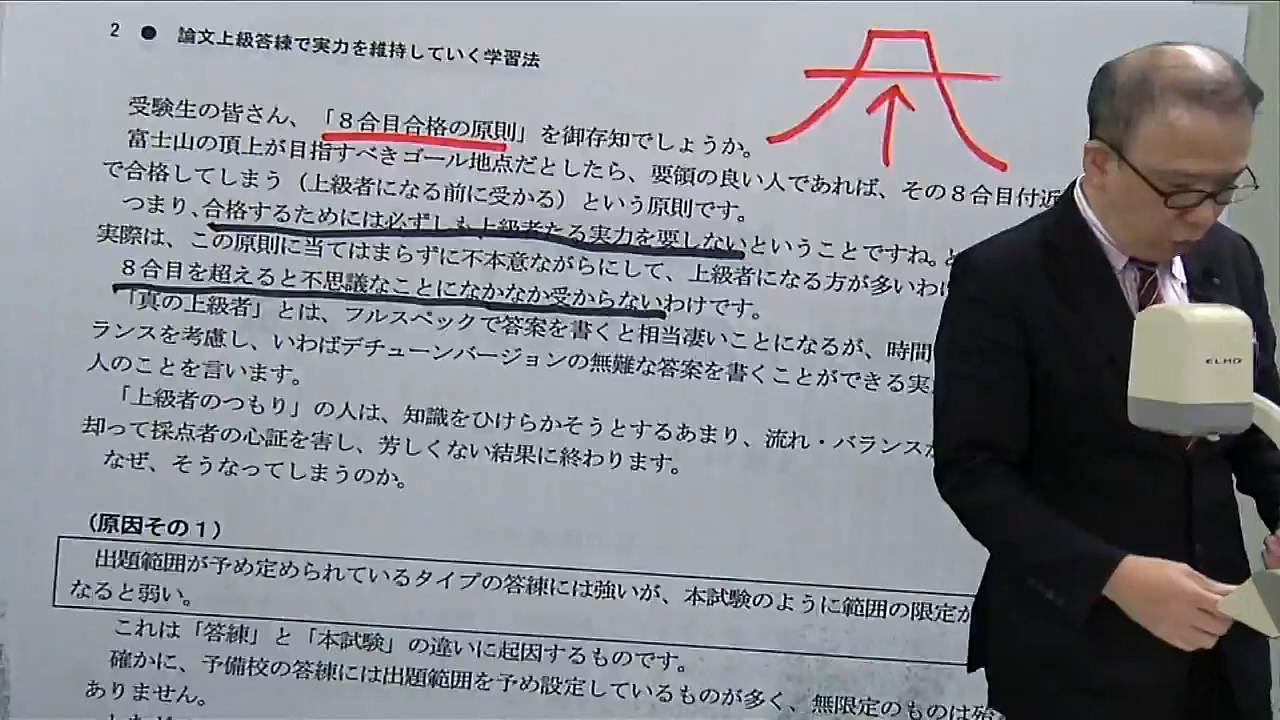 2 ● 論文上級答練で実力を維持していく学習法
受験生の皆さん、「8合目合格の原則」を御存知でしょうか。
富士山の頂上が目指すべきゴール地点だとしたら、要領の良い人であれば、その8合目付近
で合格してしまう（上級者になる前に受かる）という原則です。
つまり、合格するためには必ずしも上級者たる実力を要しないということですね。
実際は、この原則に当てはまらずに不本意ながらにして、上級者になる方が多いわけ
8合目を超えると不思議なことになかなか受からないわけです。
「真の上級者」とは、フルスペックで答案を書くと相当凄いことになるが、時間
ランスを考慮し、いわばデチューンバージョンの無難な答案を書くことができる実
人のことを言います。
「上級者のつもり」の人は、知識をひけらかそうとするあまり、流れ・バランスが
却って採点者の心証を害し、芳しくない結果に終わります。
なぜ、そうなってしまうのか。
（原因その1）
出題範囲が予め定められているタイプの答練には強いが、本試験のように範囲の限定が
なると弱い。
これは「答練」と「本試験」の違いに起因するものです。
確かに、予備校の答練には出題範囲を予め設定しているものが多く、無限定のものは殆
ありません。
ELMO